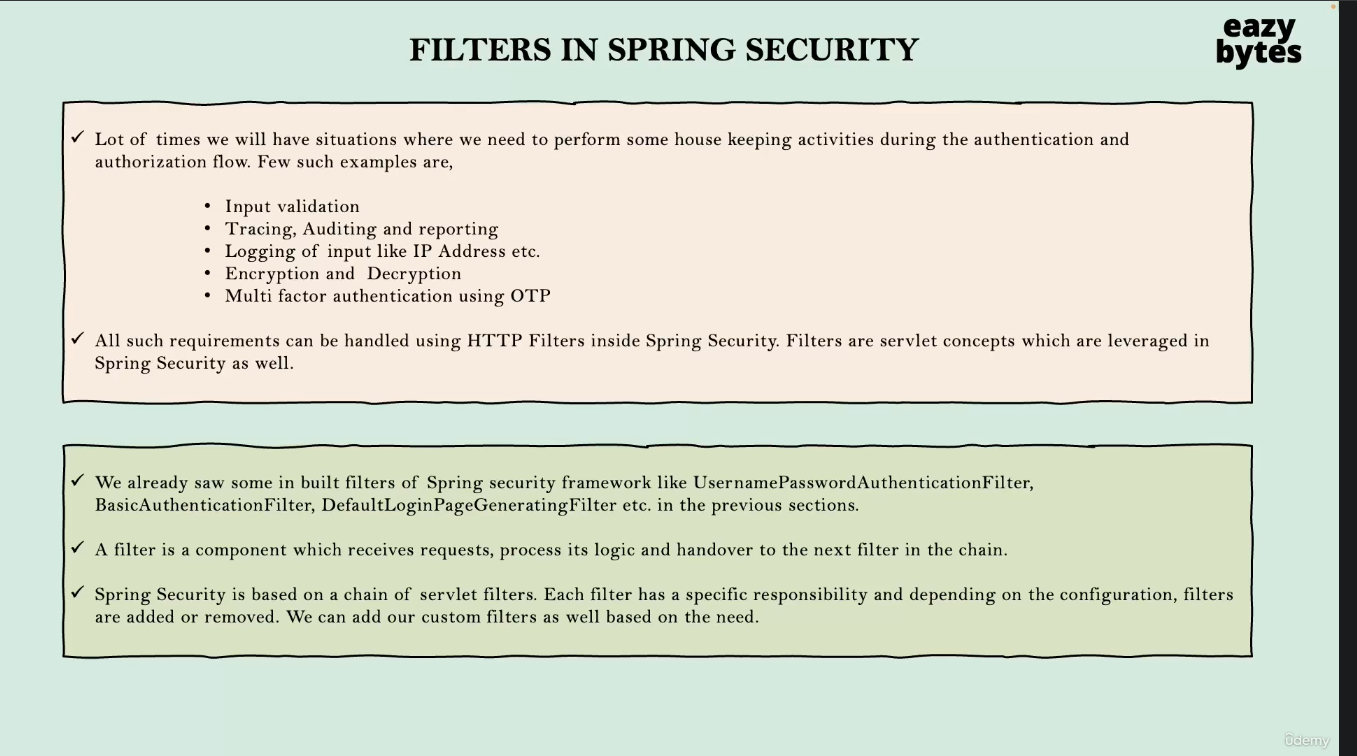 FILTERS IN SPRING SECURITY
eazy
bytes
✓ Lot of times we will have situations where we need to perform some house keeping activities during the authentication and
authorization flow. Few such examples are,
• Input validation
• Tracing, Auditing and reporting
• Logging of input like IP Address etc.
• Encryption and Decryption
• Multi factor authentication using OTP
✓ All such requirements can be handled using HTTP Filters inside Spring Security. Filters are servlet concepts which are leveraged in
Spring Security as well.
✓ We already saw some in built filters of Spring security framework like UsernamePasswordAuthenticationFilter,
BasicAuthenticationFilter, DefaultLoginPageGeneratingFilter etc. in the previous sections.
✓ A filter is a component which receives requests, process its logic and handover to the next filter in the chain.
✓ Spring Security is based on a chain of servlet filters. Each filter has a specific responsibility and depending on the configuration, filters
are added or removed. We can add our custom filters as well based on the need.
ûdemy